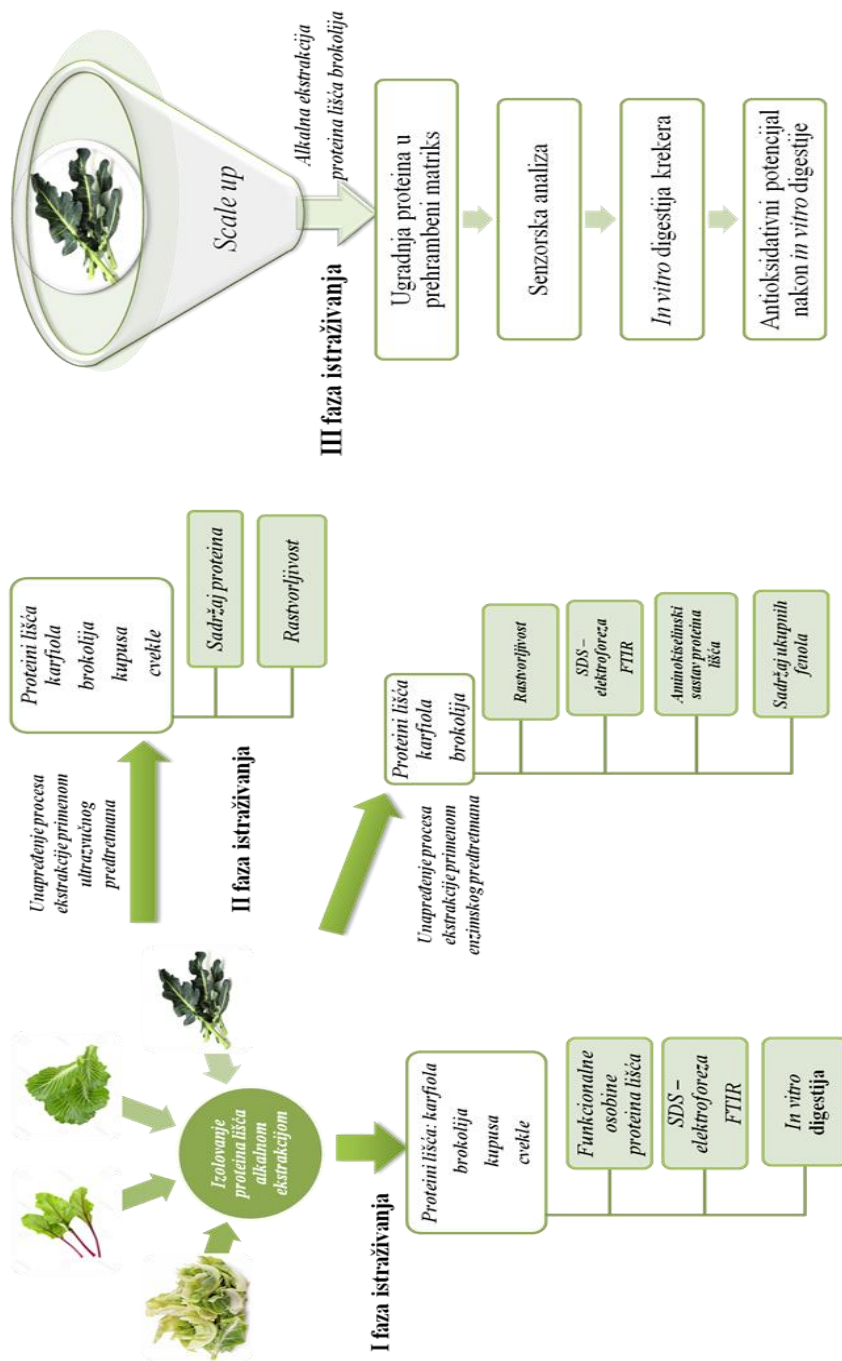 Izolovanje
proteina lišća
alkalnom
ekstrakcijom
I faza istraživanja
Proteini lišća: karfiola
brokolija
kupusa
cvekle
Funkcionalne
osobine
proteina lišća
SDS –
elektroforeza
FTIR
In vitro
digestija
Unapređenje procesa
ekstrakcije primenom
ultrazvučnog
predtretmana
II faza istraživanja
Proteini lišća
karfiola
brokolija
kupusa
cvekle
Sadržaj proteina
Rastvorljivost
Unapređenje procesa
ekstrakcije primenom
enzimskog predtretmana
Proteini lišća
karfiola
brokolija
Rastvorljivost
SDS –
elektroforeza
FTIR
Aminokiselinski
sastav proteina
lišća
Sadržaj ukupnih
fenola
Scale up
Alkalna ekstrakcija
proteina lišća brokolija
III faza istraživanja
Ugradnja proteina u
prehrambeni matriks
Senzorska analiza
In vitro digestija krekera
Antioksidativni potencijal
nakon in vitro digestije